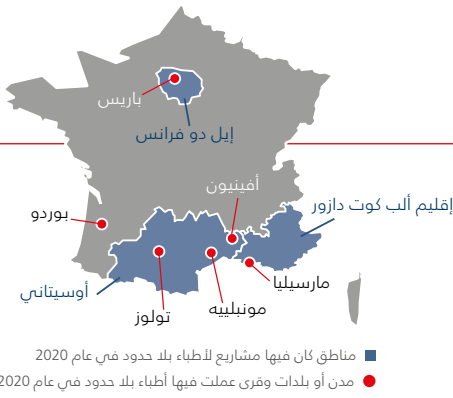 باريس
إيل دو فرانس
أفينيون
إقليم ألب كوت دازور
بوردو
مارسيليا
أوسيتاني
مونبلييه
تولوز
مناطق كان فيها مشاريع لأطباء بلا حدود في عام 2020
مدن أو بلدات وقرى عملت فيها أطباء بلا حدود في عام 2020